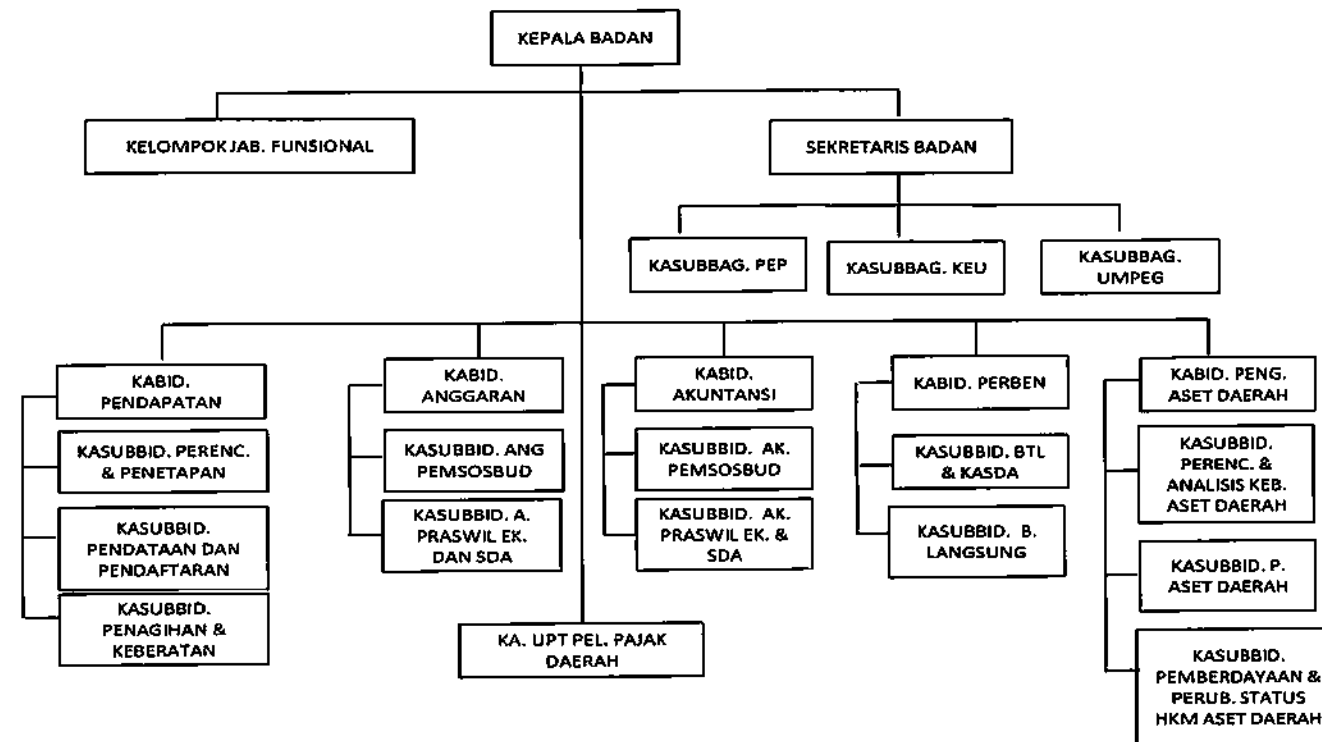 KEPALA BADAN
KELOMPOK JAB. FUNSIONAL
SEKRETARIS BADAN
KASUBBAG. PEP
KASUBBAG. KEU
KASUBBAG.
UMPEG
KABID.
PENDAPATAN
KASUBBID. PERENC.
& PENETAPAN
KASUBBID.
PENDATAAN DAN
PENDAFTARAN
KASUBBID.
PENAGIHAN &
KEBERATAN
KABID.
ANGGARAN
KASUBBID. ANG
PEMSOSBUD
KASUBBID. A.
PRASWIL EK.
DAN SDA
KABID.
AKUNTANSI
KASUBBID. AK.
PEMSOSBUD
KASUBBID. AK.
PRASWIL EK. &
SDA
KABID. PERBEN
KASUBBID. BTL
& KASDA
KASUBBID. B.
LANGSUNG
KABID. PENG.
ASET DAERAH
KASUBBID.
PERENC. &
ANALISIS KEB.
ASET DAERAH
KASUBBID. P.
ASET DAERAH
KASUBBID.
PEMBERDAYAAN &
PERUB. STATUS
HKM ASET DAERAH
KA. UPT PEL. PAJAK
DAERAH